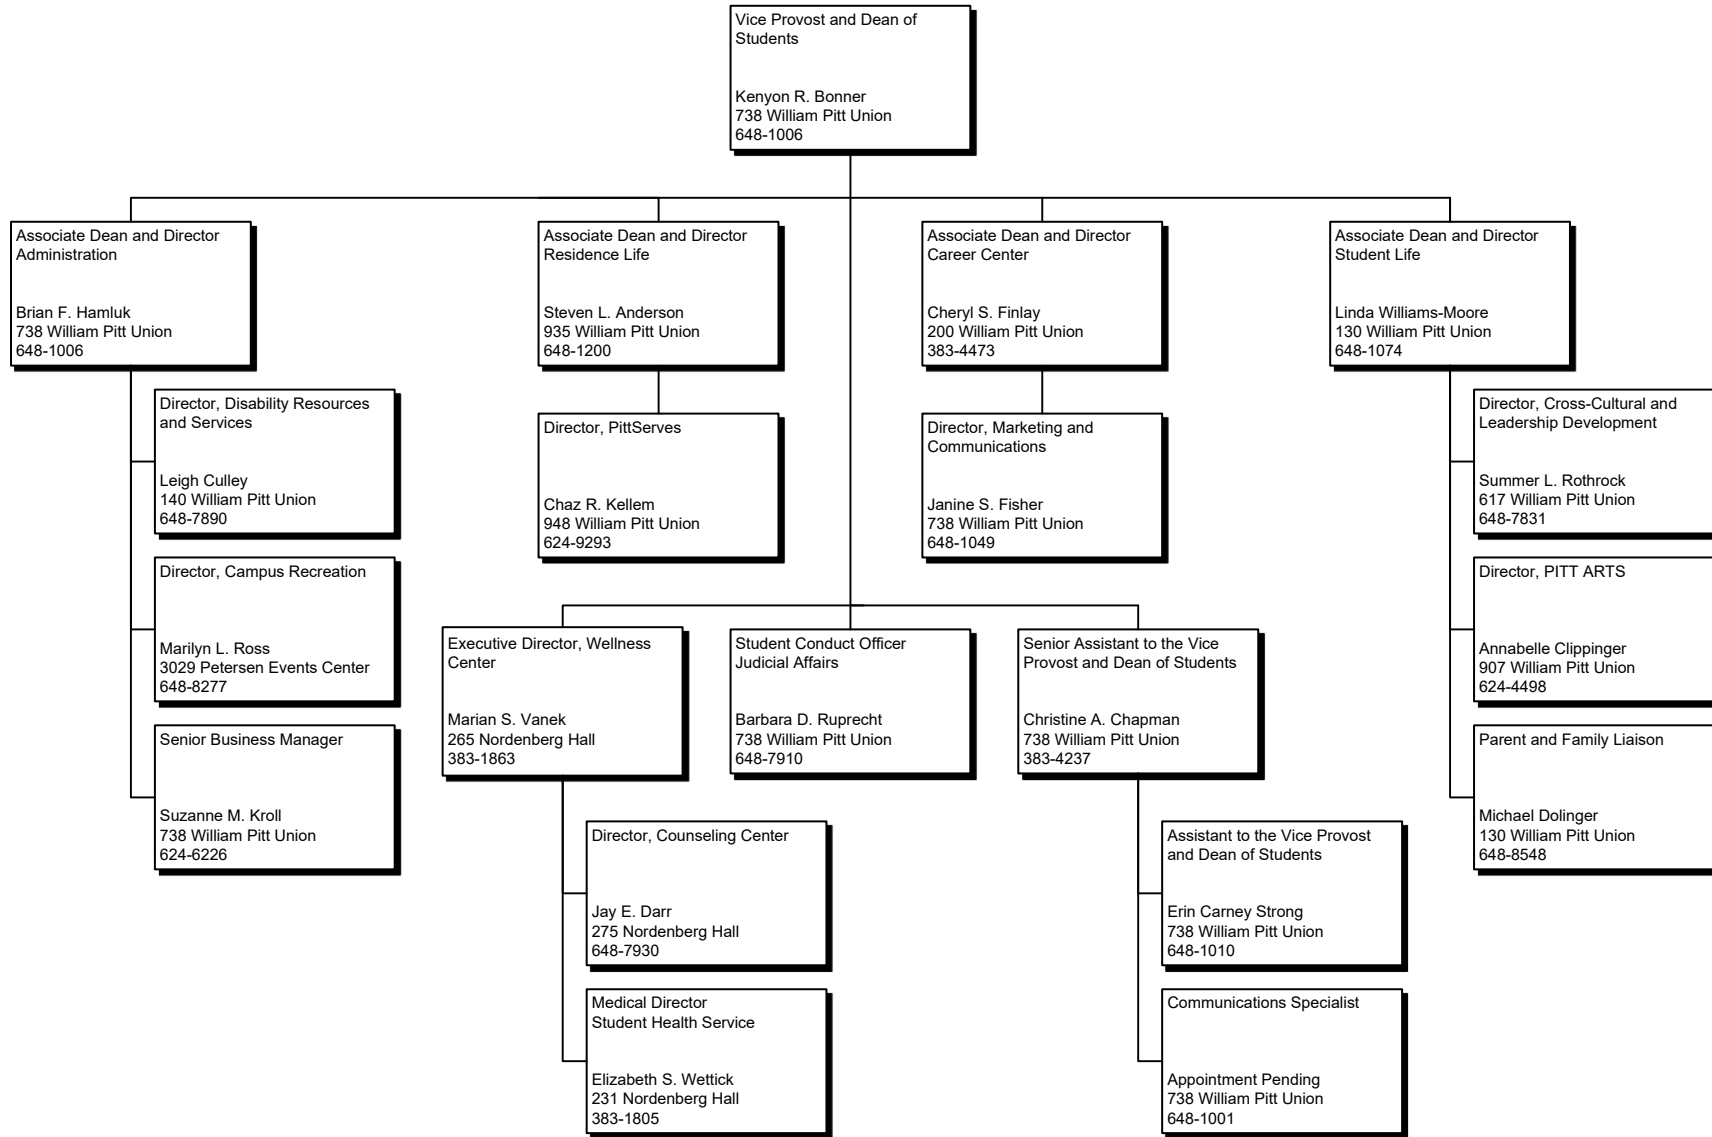 Vice Provost and Dean of
Students
Kenyon R. Bonner
738 William Pitt Union
648-1006
Associate Dean and Director
Administration
Brian F. Hamluk
738 William Pitt Union
648-1006
Associate Dean and Director
Residence Life
Steven L. Anderson
935 William Pitt Union
648-1200
Associate Dean and Director
Career Center
Cheryl S. Finlay
200 William Pitt Union
383-4473
Associate Dean and Director
Student Life
Linda Williams-Moore
130 William Pitt Union
648-1074
Director, Disability Resources
and Services
Leigh Culley
140 William Pitt Union
648-7890
Director, PittServes
Chaz R. Kellem
948 William Pitt Union
624-9293
Director, Marketing and
Communications
Janine S. Fisher
738 William Pitt Union
648-1049
Director, Cross-Cultural and
Leadership Development
Summer L. Rothrock
617 William Pitt Union
648-7831
Director, Campus Recreation
Marilyn L. Ross
3029 Petersen Events Center
648-8277
Director, PITT ARTS
Annabelle Clippinger
907 William Pitt Union
624-4498
Executive Director, Wellness
Center
Marian S. Vanek
265 Nordenberg Hall
383-1863
Student Conduct Officer
Judicial Affairs
Barbara D. Ruprecht
738 William Pitt Union
648-7910
Senior Assistant to the Vice
Provost and Dean of Students
Christine A. Chapman
738 William Pitt Union
383-4237
Senior Business Manager
Suzanne M. Kroll
738 William Pitt Union
624-6226
Parent and Family Liaison
Michael Dolinger
130 William Pitt Union
648-8548
Director, Counseling Center
Jay E. Darr
275 Nordenberg Hall
648-7930
Assistant to the Vice Provost
and Dean of Students
Erin Carney Strong
738 William Pitt Union
648-1010
Medical Director
Student Health Service
Elizabeth S. Wettick
231 Nordenberg Hall
383-1805
Communications Specialist
Appointment Pending
738 William Pitt Union
648-1001